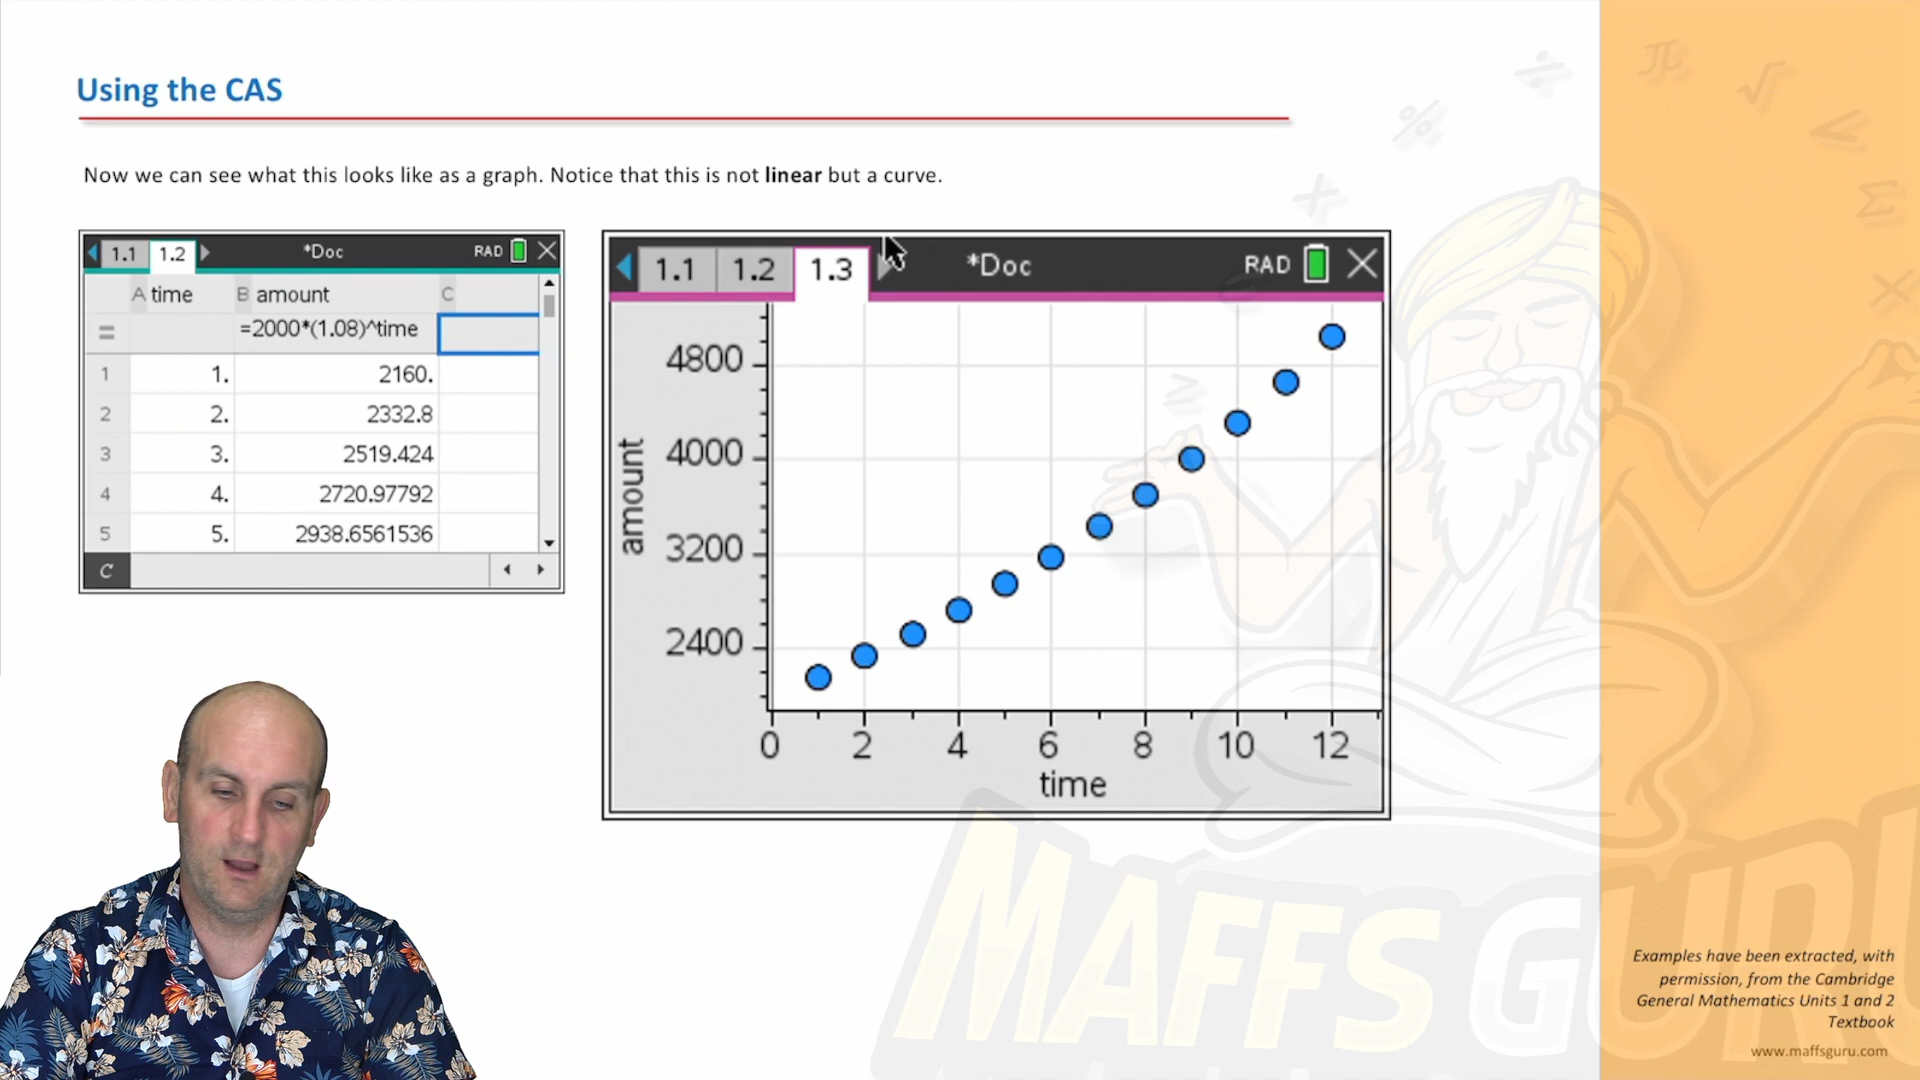 Using the CAS
Now we can see what this looks like as a graph. Notice that this is not linear but a curve.
1.1 1.2 *Doc RAD
A time B amount C
= =2000*(1.08)^time
1 1. 2160.
2 2. 2332.8
3 3. 2519.424
4 4. 2720.97792
5 5. 2938.6561536
C
1.1 1.2 1.3 *Doc RAD
4800
4000
3200
2400
amount
0 2 4 6 8 10 12
time
MAFFS GURU
Examples have been extracted, with
permission, from the Cambridge
General Mathematics Units 1 and 2
Textbook
www.maffsguru.com